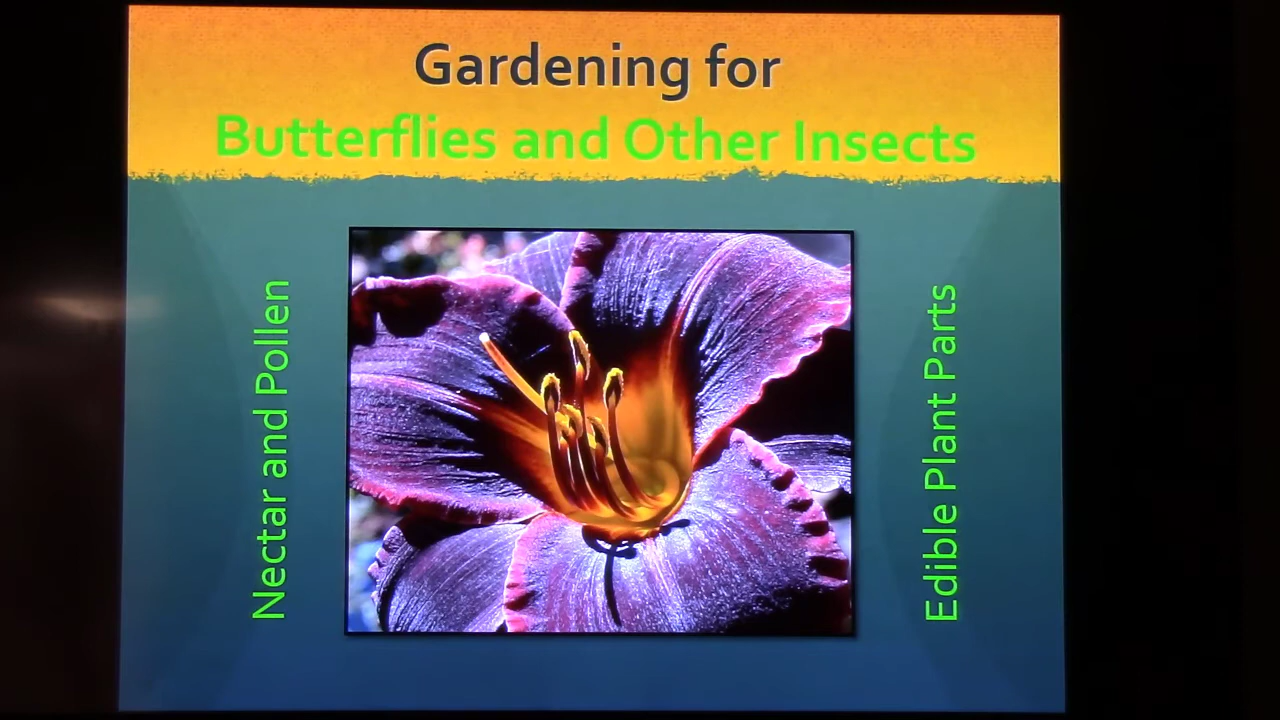 Gardening for
Butterflies and Other Insects
Nectar and Pollen
Edible Plant Parts